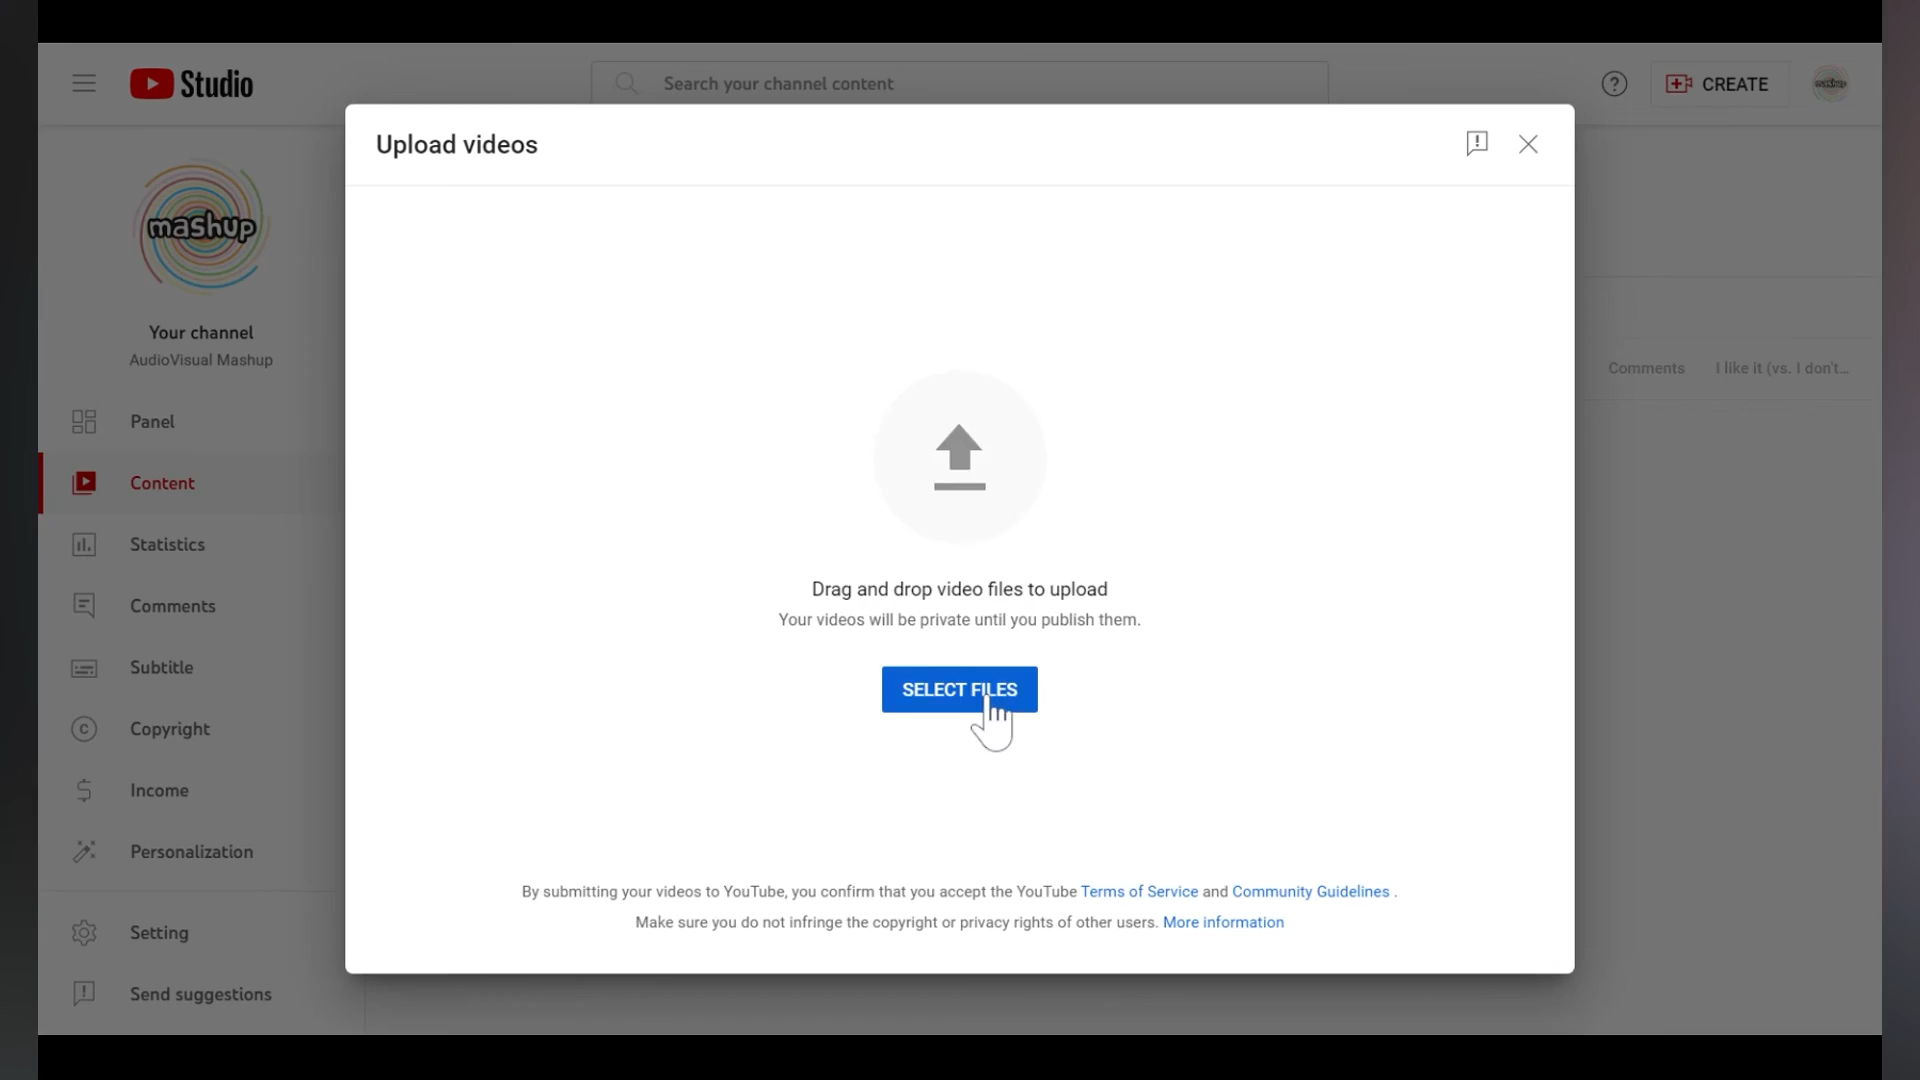 Studio
Search your channel content
CREATE
mashup
Upload videos
mashup
Your channel
AudioVisual Mashup
Comments
I like it (vs. I don't...
Panel
Content
Statistics
Comments
Subtitle
Copyright
Income
Personalization
Setting
Send suggestions
Drag and drop video files to upload
Your videos will be private until you publish them.
SELECT FILES
By submitting your videos to YouTube, you confirm that you accept the YouTube Terms of Service and Community Guidelines .
Make sure you do not infringe the copyright or privacy rights of other users. More information